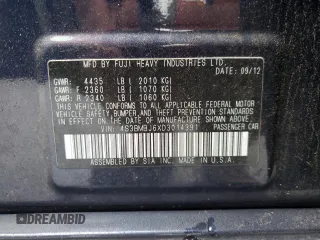 MFD BY FUJI HEAVY INDUSTRIES LTD.
DATE: 09/12
GVWR: 4435 LB ( 2010 KG)
GAWR: F 2360 LB ( 1070 KG)
GAWR: R 2340 LB ( 1060 KG)
THIS VEHICLE CONFORMS TO ALL APPLICABLE FEDERAL MOTOR
VEHICLE SAFETY, BUMPER, AND THEFT PREVENTION STANDARDS
IN EFFECT ON THE DATE OF MANUFACTURE SHOWN ABOVE.
VIN: 4S3BMBJ6XD3014391 PASSENGER CAR
ASSEMBLED BY SIA INC. MADE IN U.S.A.